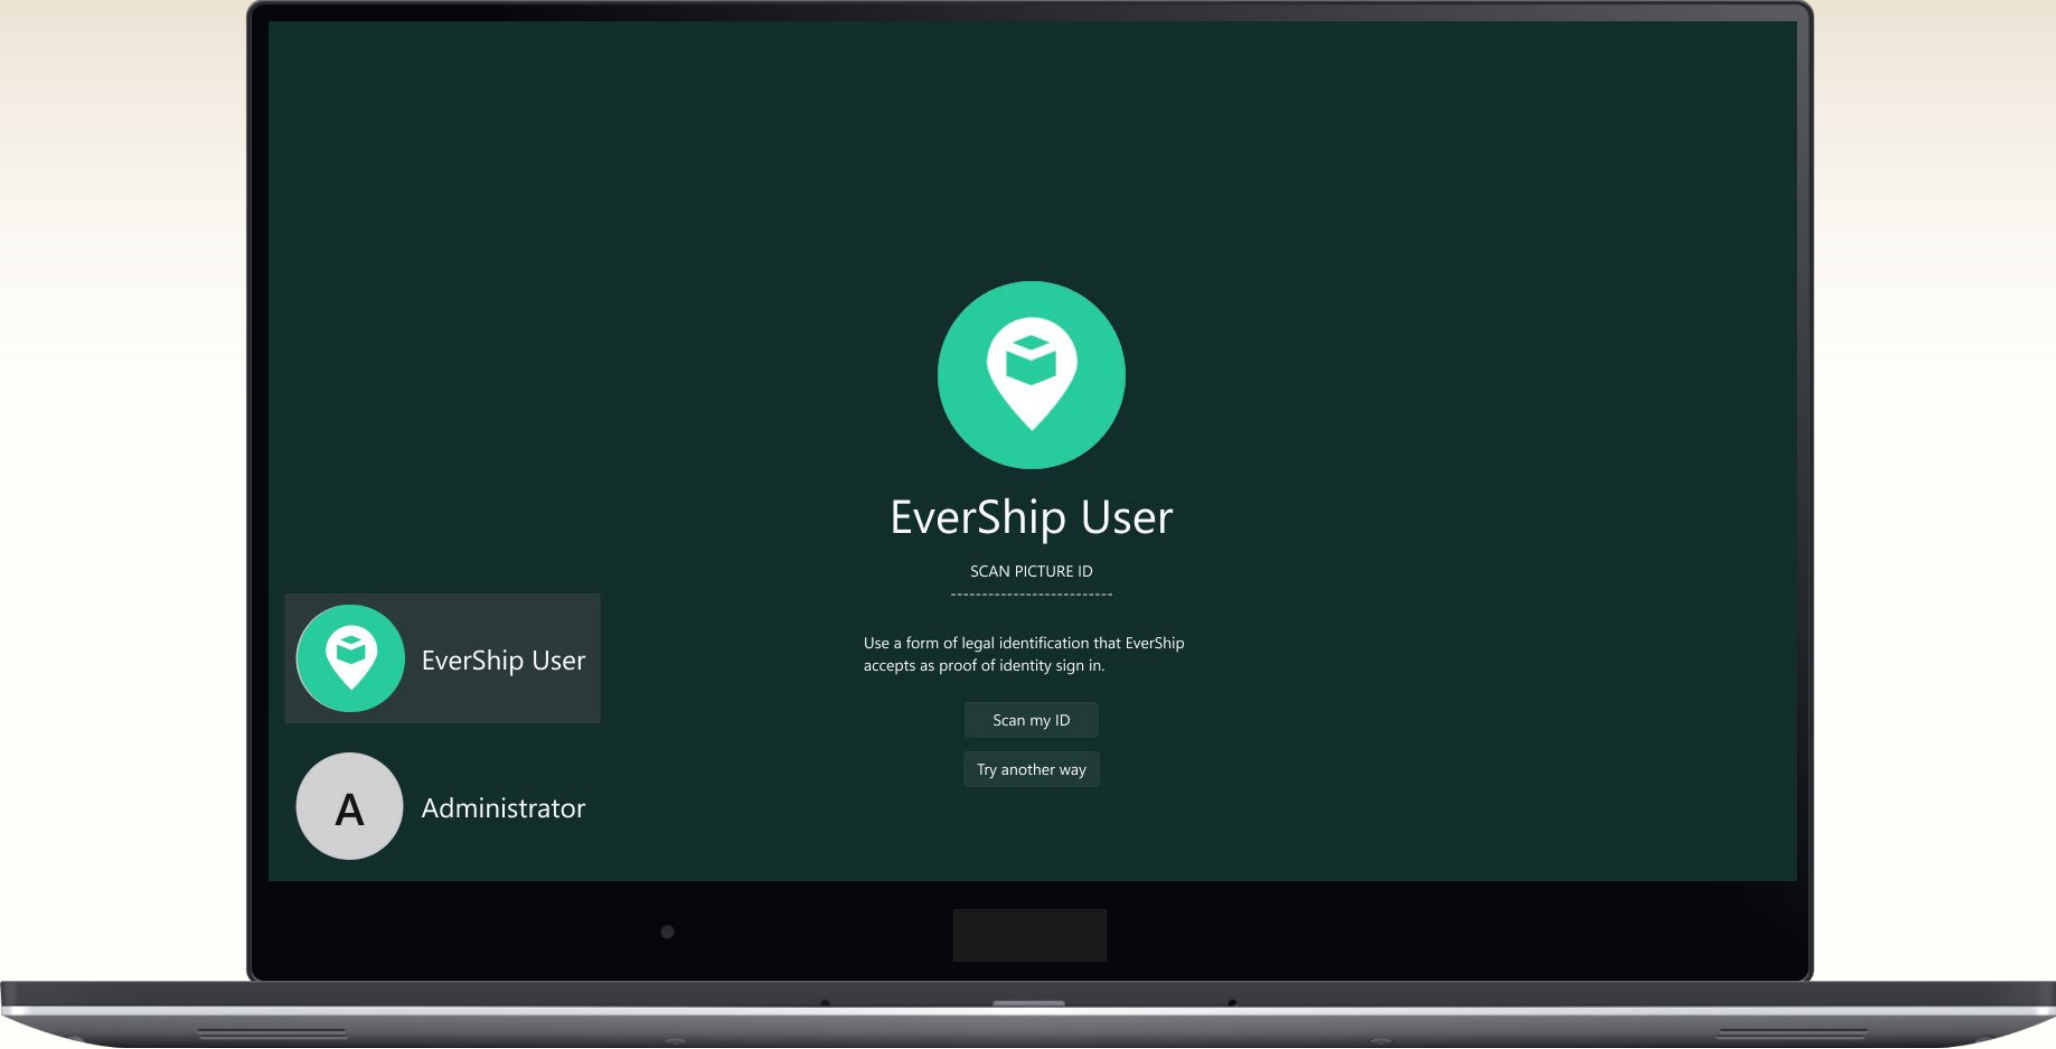 EverShip User
SCAN PICTURE ID
--------------------------
Use a form of legal identification that EverShip
accepts as proof of identity sign in.
Scan my ID
Try another way
EverShip User
A
Administrator